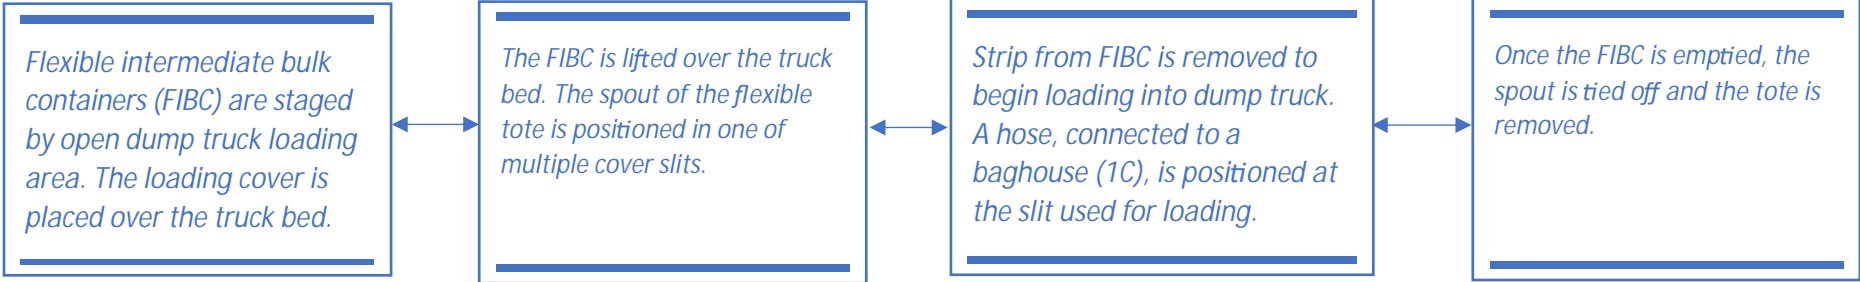 Flexible intermediate bulk
containers (FIBC) are staged
by open dump truck loading
area. The loading cover is
placed over the truck bed.
The FIBC is lifted over the truck
bed. The spout of the flexible
tote is positioned in one of
multiple cover slits.
Strip from FIBC is removed to
begin loading into dump truck.
A hose, connected to a
baghouse (1C), is positioned at
the slit used for loading.
Once the FIBC is emptied, the
spout is tied off and the tote is
removed.